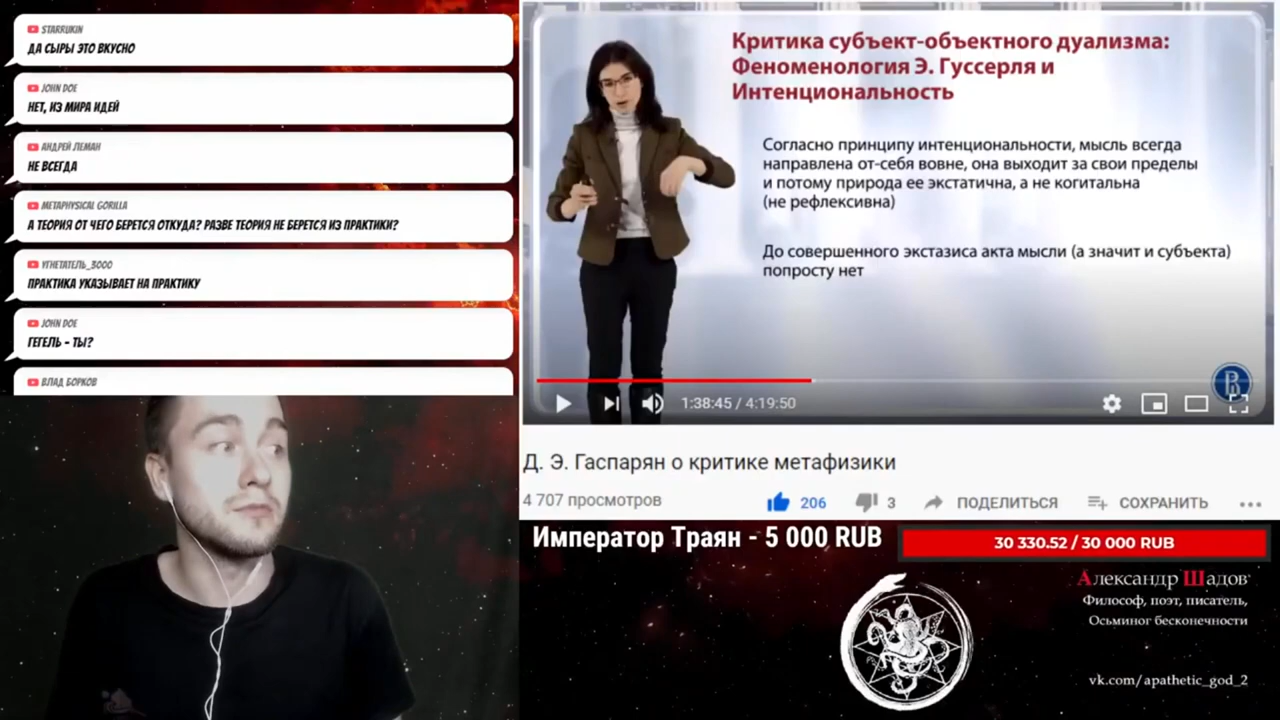 STARRUKIN
ДА СЫРЫ ЭТО ВКУСНО
JOHN DOE
НЕТ, ИЗ МИРА ИДЕЙ
АНДРЕЙ ЛЕМАН
НЕ ВСЕГДА
METAPHYSICAL GORILLA
А ТЕОРИЯ ОТ ЧЕГО БЕРЕТСЯ ОТКУДА? РАЗВЕ ТЕОРИЯ НЕ БЕРЕТСЯ ИЗ ПРАКТИКИ?
УГНЕТАТЕЛЬ_3000
ПРАКТИКА УКАЗЫВАЕТ НА ПРАКТИКУ
JOHN DOE
ГЕГЕЛЬ - ТЫ?
ВЛАД БОРКОВ
Критика субъект-объектного дуализма:
Феноменология Э. Гуссерля и
Интенциональность
Согласно принципу интенциональности, мысль всегда
направлена от-себя вовне, она выходит за свои пределы
и потому природа ее экстатична, а не когитальна
(не рефлексивна)
До совершенного экстазиса акта мысли (а значит и субъекта)
попросту нет
1:38:45 / 4:19:50
Д. Э. Гаспарян о критике метафизики
4 707 просмотров
206
3
ПОДЕЛИТЬСЯ
СОХРАНИТЬ
Император Траян - 5 000 RUB
30 330.52 / 30 000 RUB
Александр Шадов
Философ, поэт, писатель,
Осьминог бесконечности
vk.com/apathetic_god_2